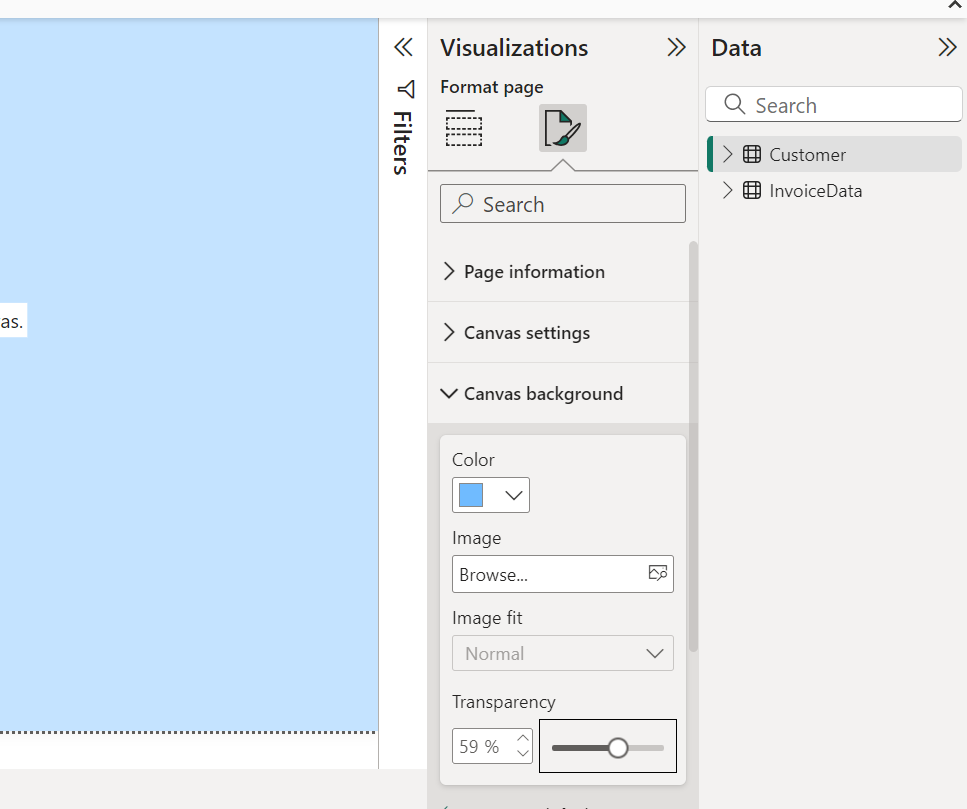 as.
Filters
Visualizations
Format page
Search
Page information
Canvas settings
Canvas background
Color
Image
Browse...
Image fit
Normal
Transparency
59 %
Data
Search
Customer
InvoiceData